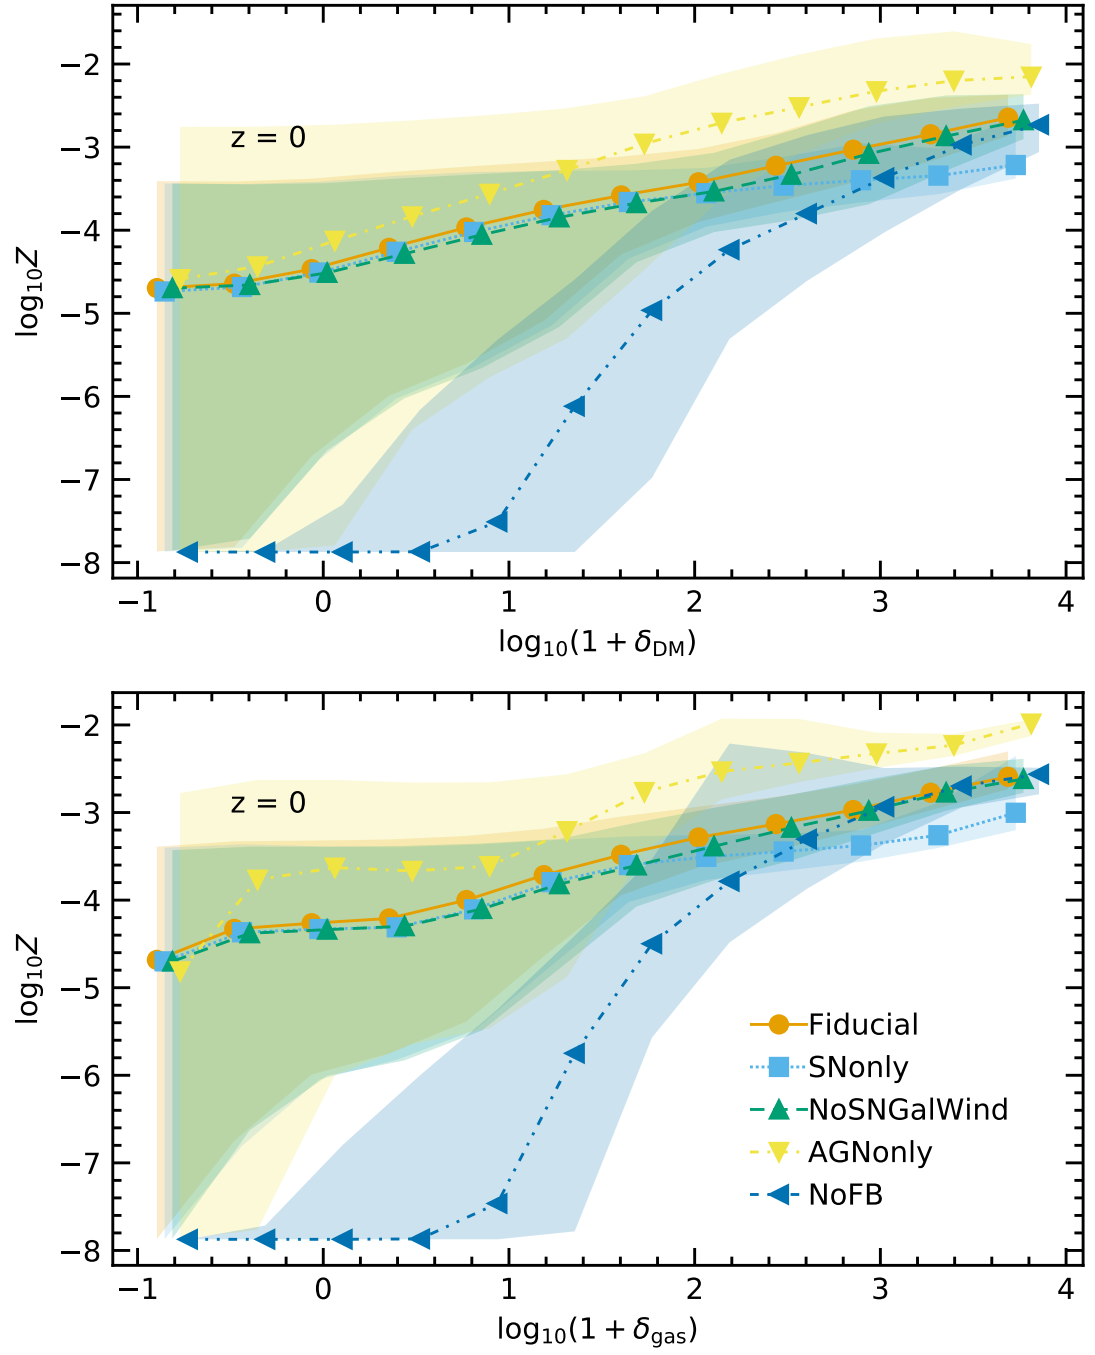 −2
−3
−4
−5
−6
−7
−8
log₁₀Z
z = 0
−1 0 1 2 3 4
log₁₀(1 + δ_DM)
−2
−3
−4
−5
−6
−7
−8
log₁₀Z
z = 0
Fiducial
SNonly
NoSNGalWind
AGNonly
NoFB
−1 0 1 2 3 4
log₁₀(1 + δ_gas)